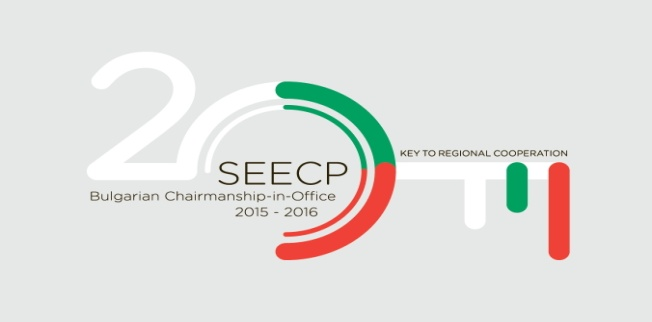 20
SEECP
KEY TO REGIONAL COOPERATION
Bulgarian Chairmanship-in-Office
2015 - 2016